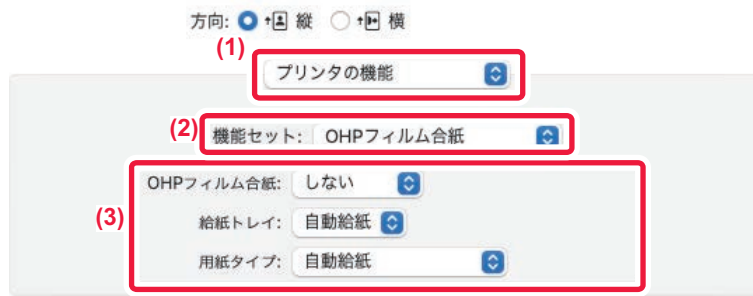 方向: 縦 横
(1)
プリンタの機能
(2) 機能セット: OHPフィルム合紙
OHPフィルム合紙: しない
(3) 給紙トレイ: 自動給紙
用紙タイプ: 自動給紙